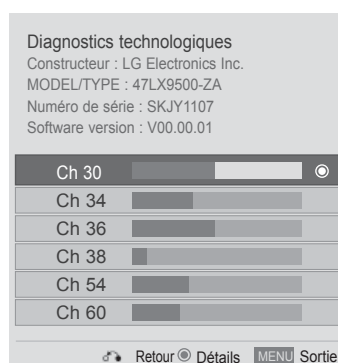 Diagnostics technologiques
Constructeur : LG Electronics Inc.
MODEL/TYPE : 47LX9500-ZA
Numéro de série : SKJY1107
Software version : V00.00.01
Ch 30
Ch 34
Ch 36
Ch 38
Ch 54
Ch 60
Retour Détails MENU Sortie